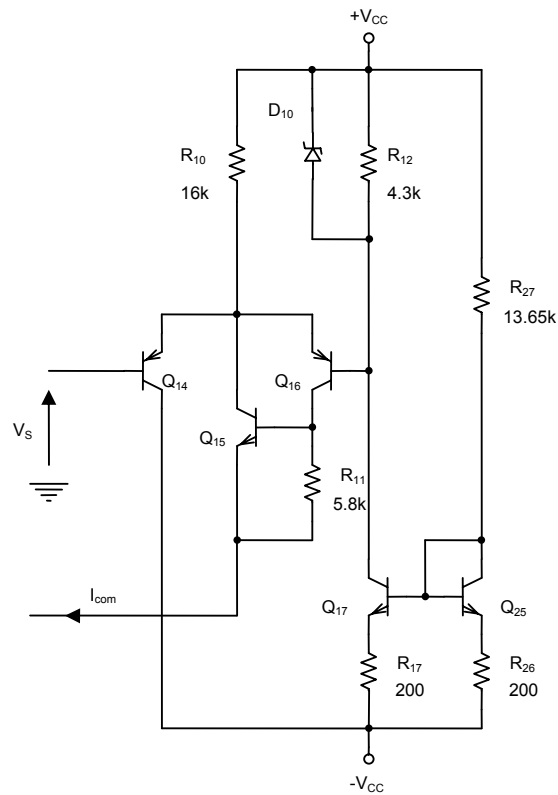 +VCC
D10
R10
16k
R12
4.3k
R27
13.65k
Q14
Q16
VS
Q15
R11
5.8k
Icom
Q17
Q25
R17
200
R26
200
-VCC